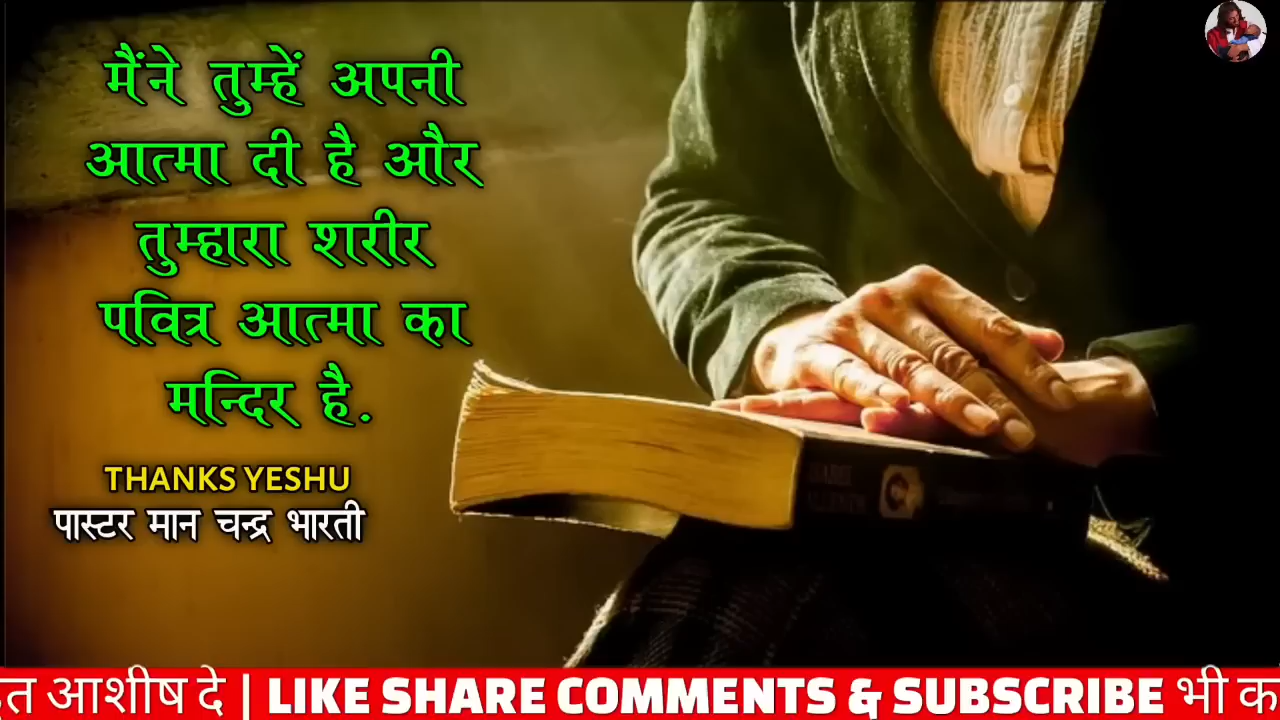 मैंने तुम्हें अपनी
आत्मा दी है और
तुम्हारा शरीर
पवित्र आत्मा का
मन्दिर है.
THANKS YESHU
पास्टर मान चन्द्र भारती
त आशीष दे | LIKE SHARE COMMENTS & SUBSCRIBE भी क